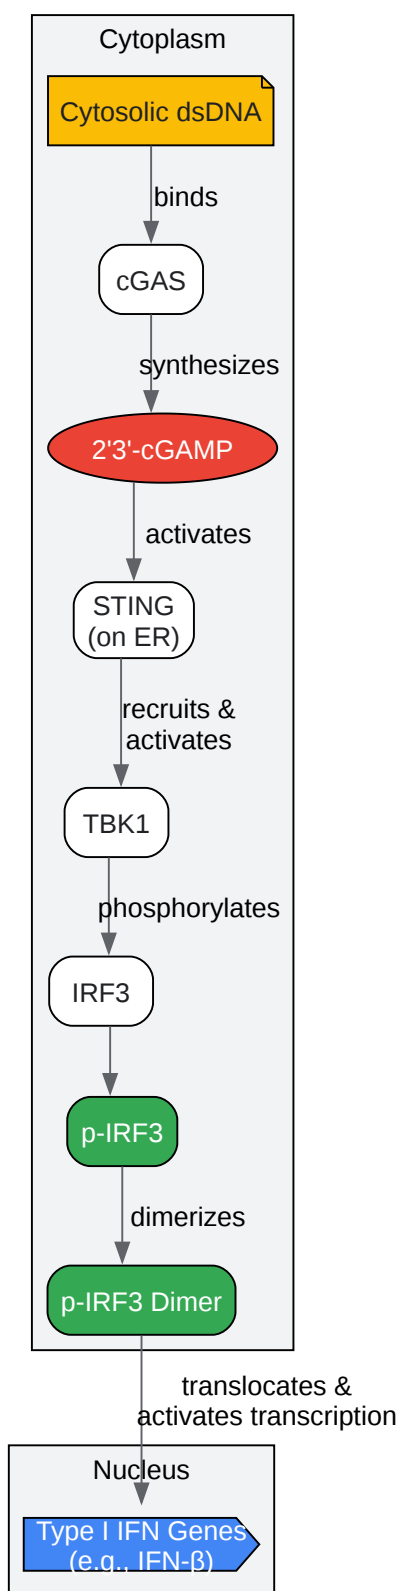 Cytoplasm
Cytosolic dsDNA
binds
cGAS
synthesizes
2'3'-cGAMP
activates
STING
(on ER)
recruits &
activates
TBK1
phosphorylates
IRF3
p-IRF3
dimerizes
p-IRF3 Dimer
translocates &
activates transcription
Nucleus
Type I IFN Genes
(e.g., IFN-β)